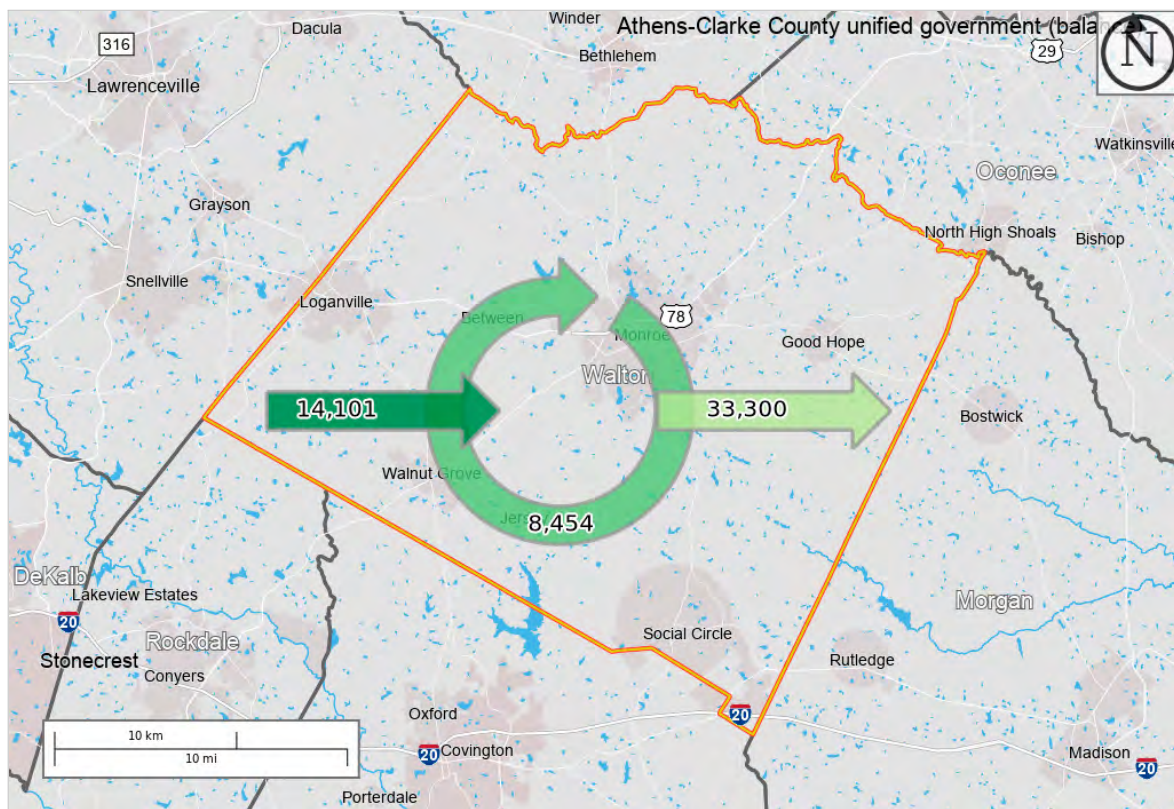 Winder
Athens-Clarke County unified government (balan
Dacula
316
Bethlehem
29
N
Lawrenceville
Watkinsville
Oconee
Grayson
North High Shoals
Bishop
Snellville
Loganville
Between
78
Monroe
Good Hope
Walton
14,101
33,300
Bostwick
Walnut Grove
Jers
8,454
DeKalb
Lakeview Estates
Morgan
20
Rockdale
Social Circle
Stonecrest
Rutledge
Conyers
Oxford
20
10 km
Covington
20
10 mi
Madison
20
Porterdale